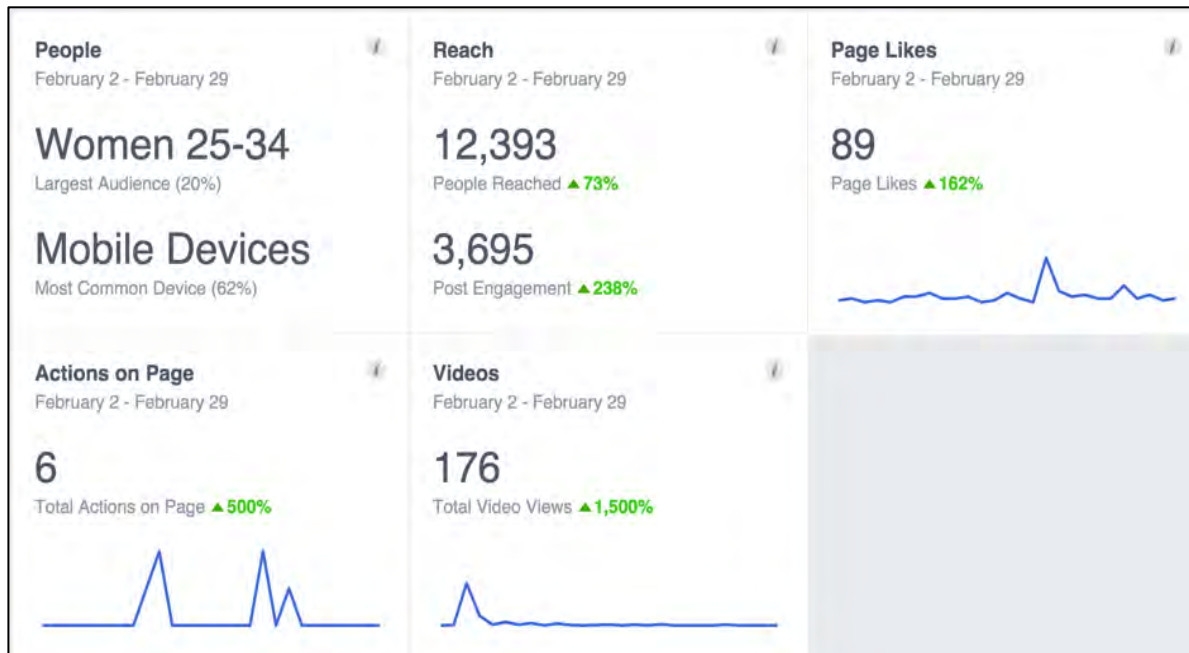 People
February 2 - February 29
Women 25-34
Largest Audience (20%)
Mobile Devices
Most Common Device (62%)
Reach
February 2 - February 29
12,393
People Reached ▲73%
3,695
Post Engagement ▲238%
Page Likes
February 2 - February 29
89
Page Likes ▲162%
Actions on Page
February 2 - February 29
6
Total Actions on Page ▲500%
Videos
February 2 - February 29
176
Total Video Views ▲1,500%